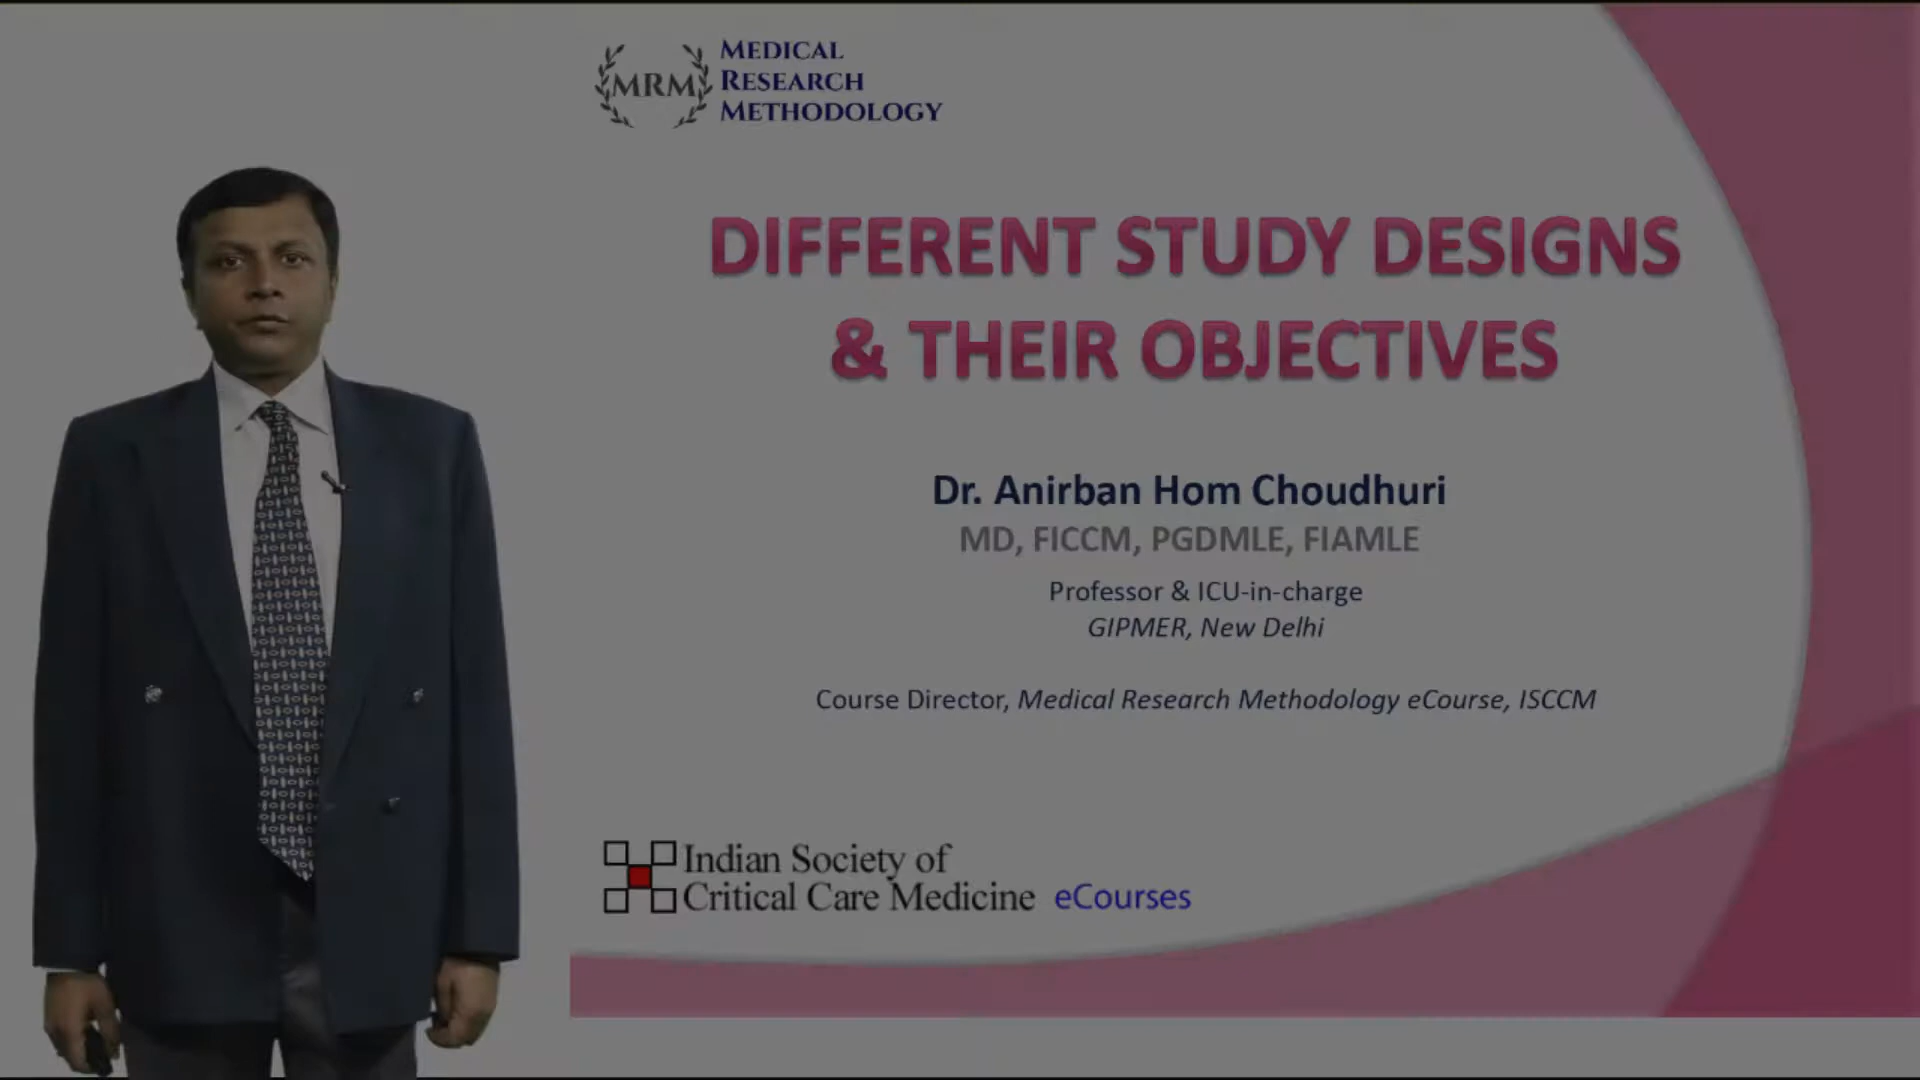 MRM
MEDICAL
RESEARCH
METHODOLOGY
DIFFERENT STUDY DESIGNS
& THEIR OBJECTIVES
Dr. Anirban Hom Choudhuri
MD, FICCM, PGDMLE, FIAMLE
Professor & ICU-in-charge
GIPMER, New Delhi
Course Director, Medical Research Methodology eCourse, ISCCM
Indian Society of
Critical Care Medicine eCourses